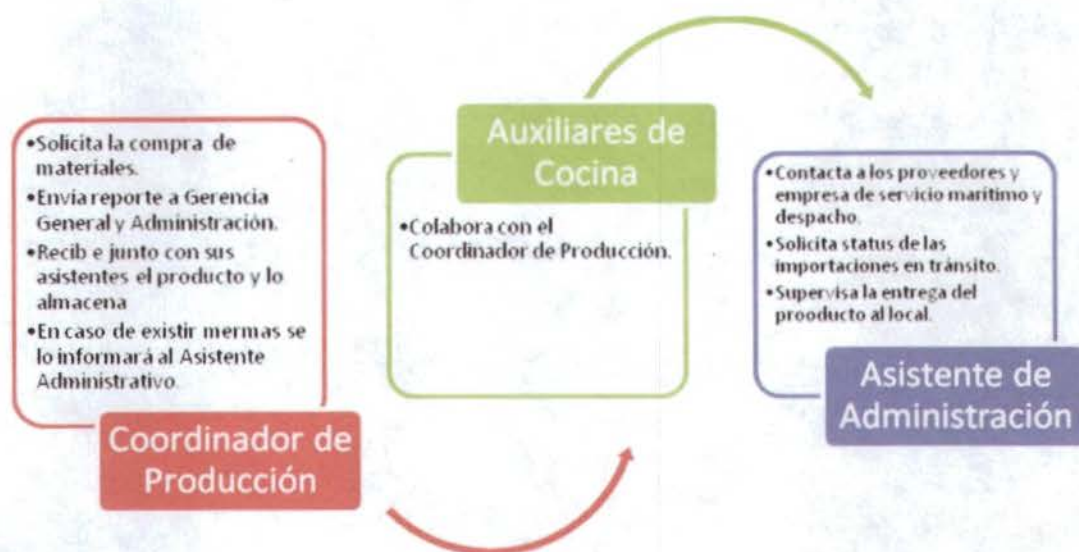 •Solicita la compra de
materiales.
•Envía reporte a Gerencia
General y Administración.
•Recib e junto con sus
asistentes el producto y lo
almacena
•En caso de existir mermas se
lo informará al Asistente
Administrativo.
Coordinador de
Producción
Auxiliares de
Cocina
•Colabora con el
Coordinador de Producción.
•Contacta a los proveedores y
empresa de servicio marítimo y
despacho.
•Solicita status de las
importaciones en tránsito.
•Supervisa la entrega del
prooducto al local.
Asistente de
Administración